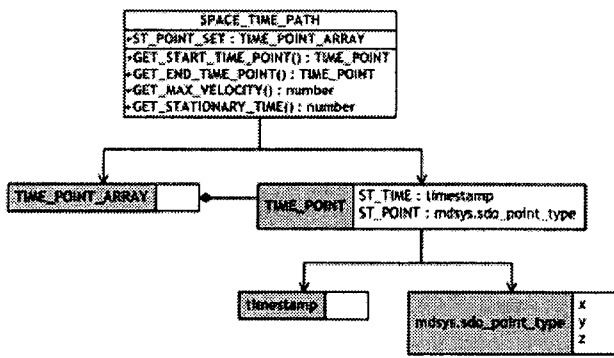 SPACE_TIME_PATH
+ST_POINT_SET : TIME_POINT_ARRAY
+GET_START_TIME_POINT() : TIME_POINT
+GET_END_TIME_POINT() : TIME_POINT
+GET_MAX_VELOCITY() : number
+GET_STATIONARY_TIME() : number
TIME_POINT_ARRAY
TIME_POINT
ST_TIME : timestamp
ST_POINT : mdsys.sdo_point_type
timestamp
mdsys.sdo_point_type
x
y
z